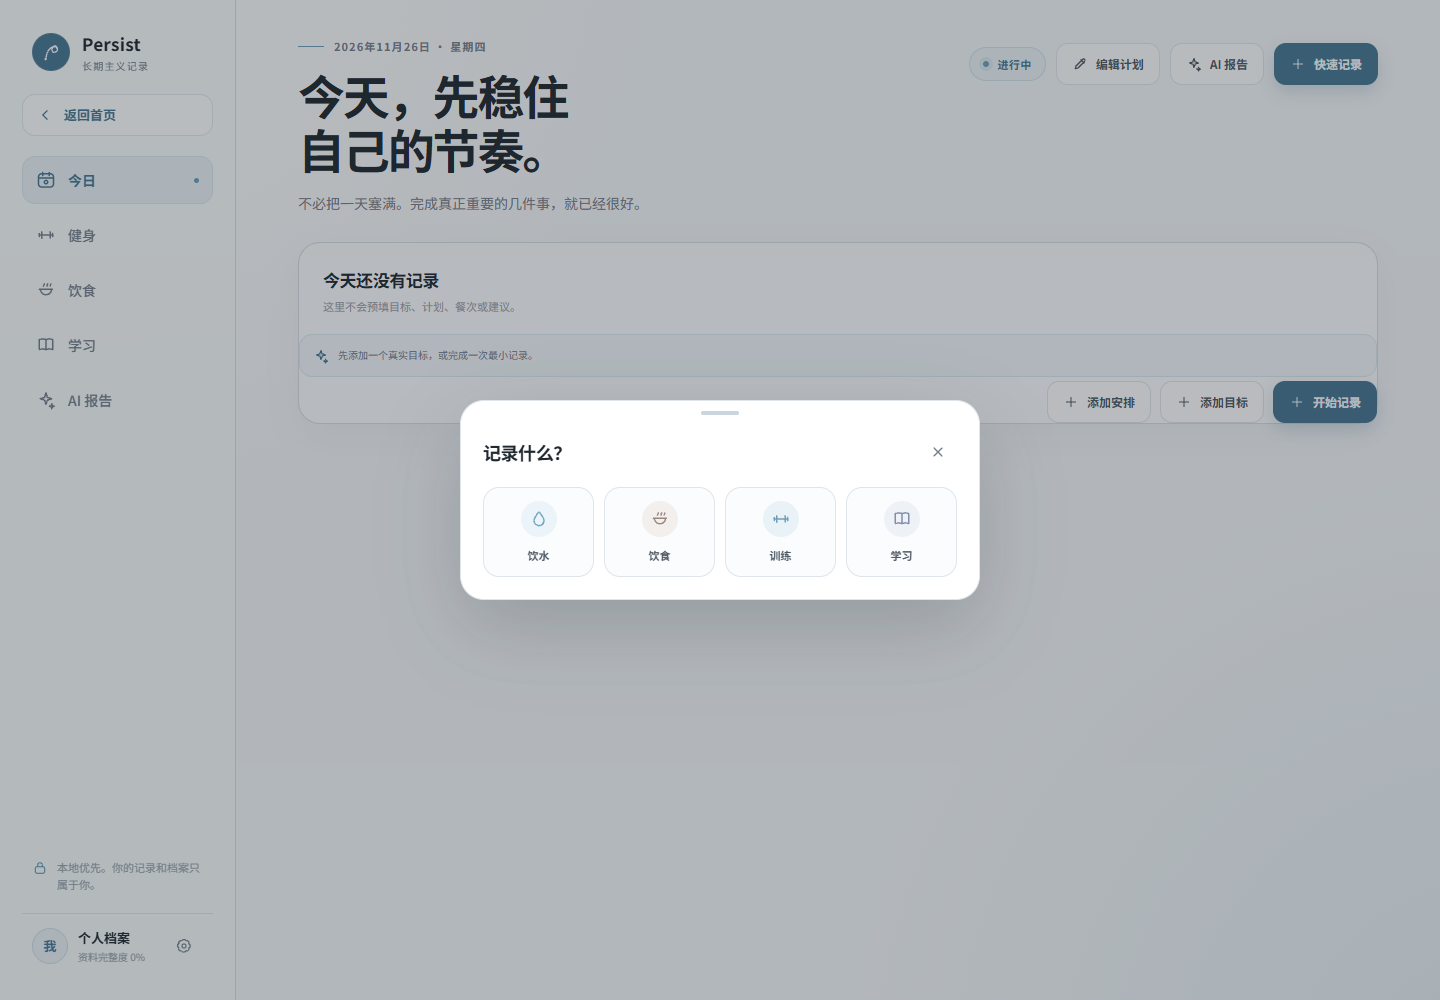 Persist
长期主义记录
返回首页
今日
健身
饮食
学习
AI 报告
本地优先。你的记录和档案只
属于你。
我
个人档案
资料完整度 0%
2026年11月26日 · 星期四
今天，先稳住
自己的节奏。
不必把一天塞满。完成真正重要的几件事，就已经很好。
进行中
编辑计划
AI 报告
快速记录
今天还没有记录
这里不会预填目标、计划、餐次或建议。
先添加一个真实目标，或完成一次最小记录。
添加安排
添加目标
开始记录
记录什么？
饮水
饮食
训练
学习